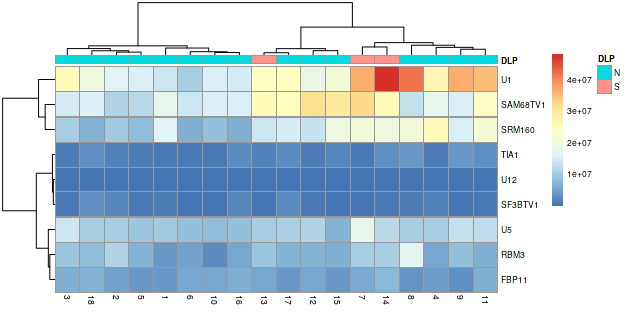 DLP
DLP
N
S
U1
SAM68TV1
SRM160
TIA1
U12
SF3BTV1
U5
RBM3
FBP11
4e+07
3e+07
2e+07
1e+07
3 18 2 5 1 6 10 16 13 17 12 15 7 14 8 4 9 11